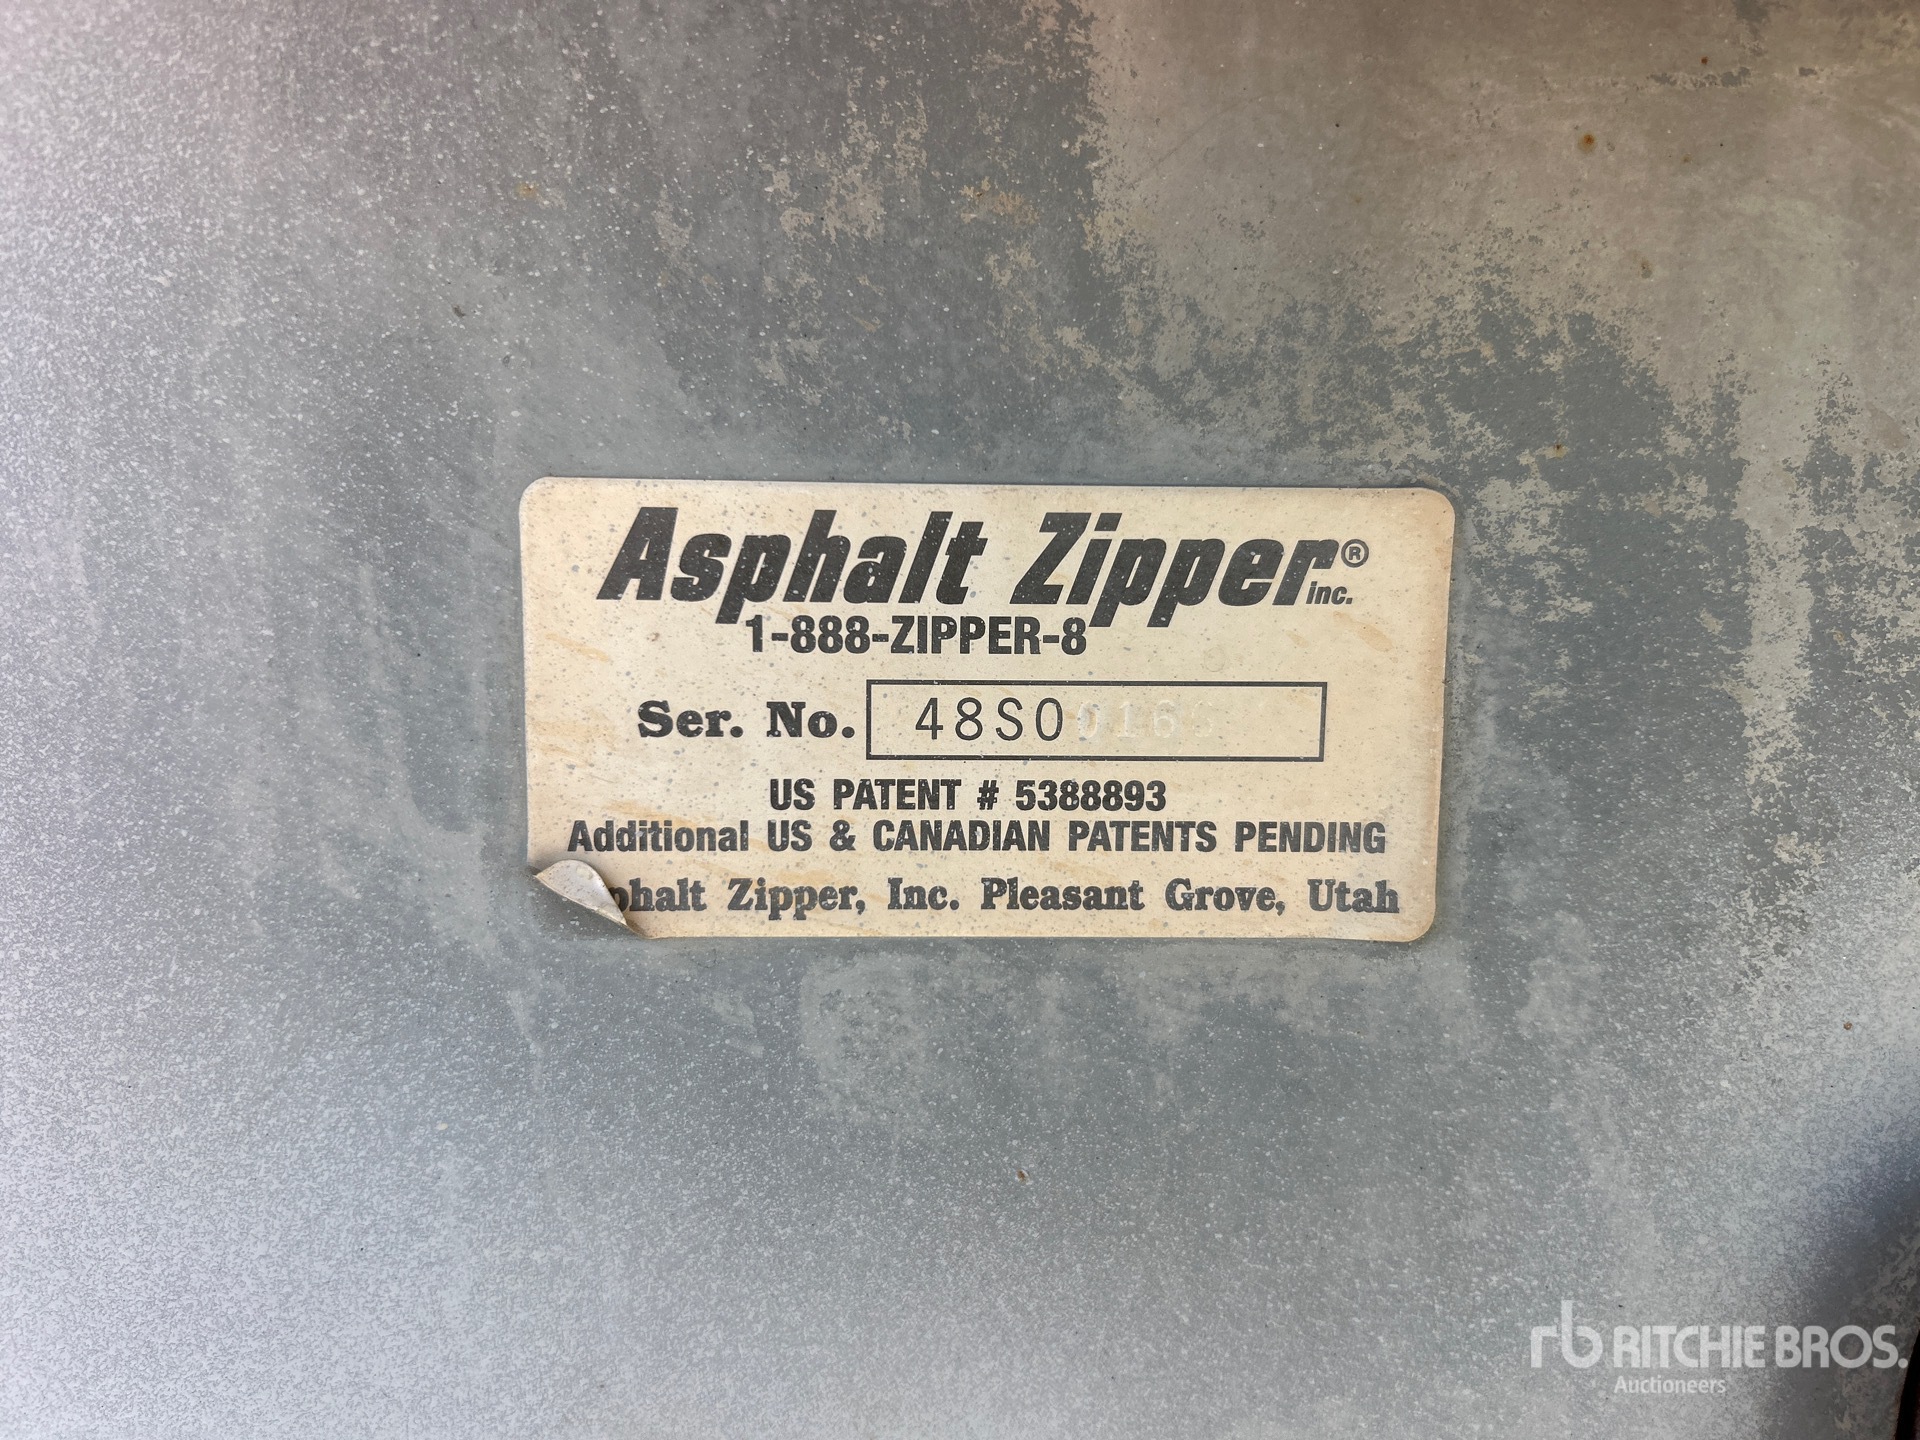 Asphalt Zipper®
inc.
1-888-ZIPPER-8
Ser. No. 48S0
US PATENT # 5388893
Additional US & CANADIAN PATENTS PENDING
phalt Zipper, Inc. Pleasant Grove, Utah
rb RITCHIE BROS.
Auctioneers